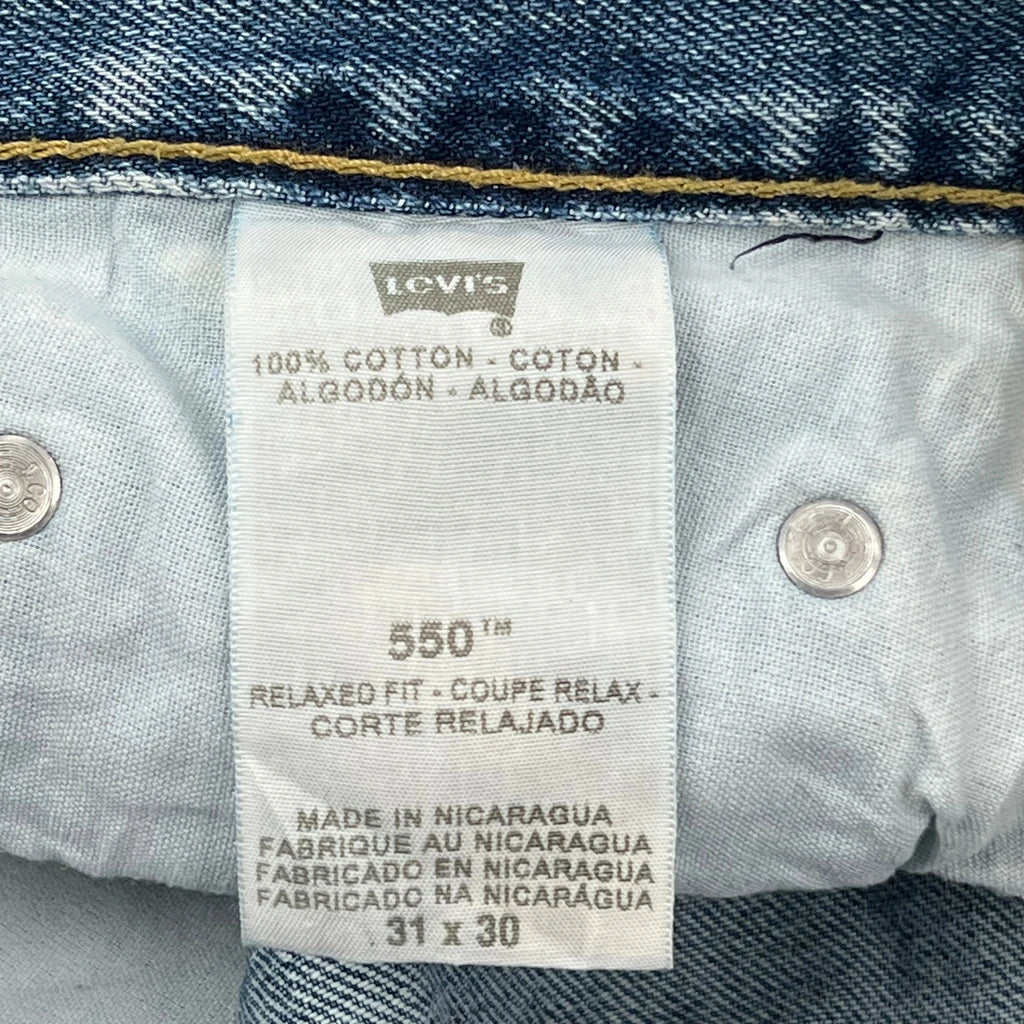 LEVI'S
®
100% COTTON - COTON -
ALGODÓN - ALGODÃO
550™
RELAXED FIT - COUPE RELAX -
CORTE RELAJADO
MADE IN NICARAGUA
FABRIQUE AU NICARAGUA
FABRICADO EN NICARAGUA
FABRICADO NA NICARÁGUA
31 x 30